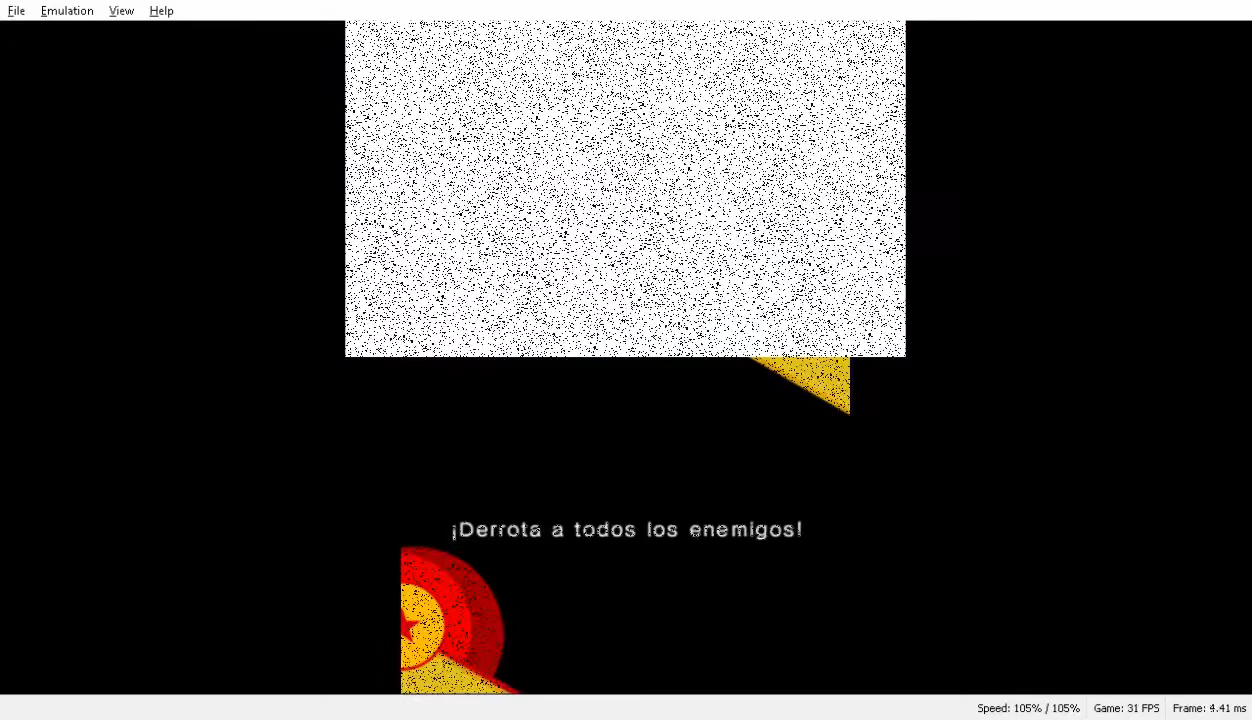 File Emulation View Help
¡Derrota a todos los enemigos!
Speed: 105% / 105% Game: 31 FPS Frame: 4.41 ms